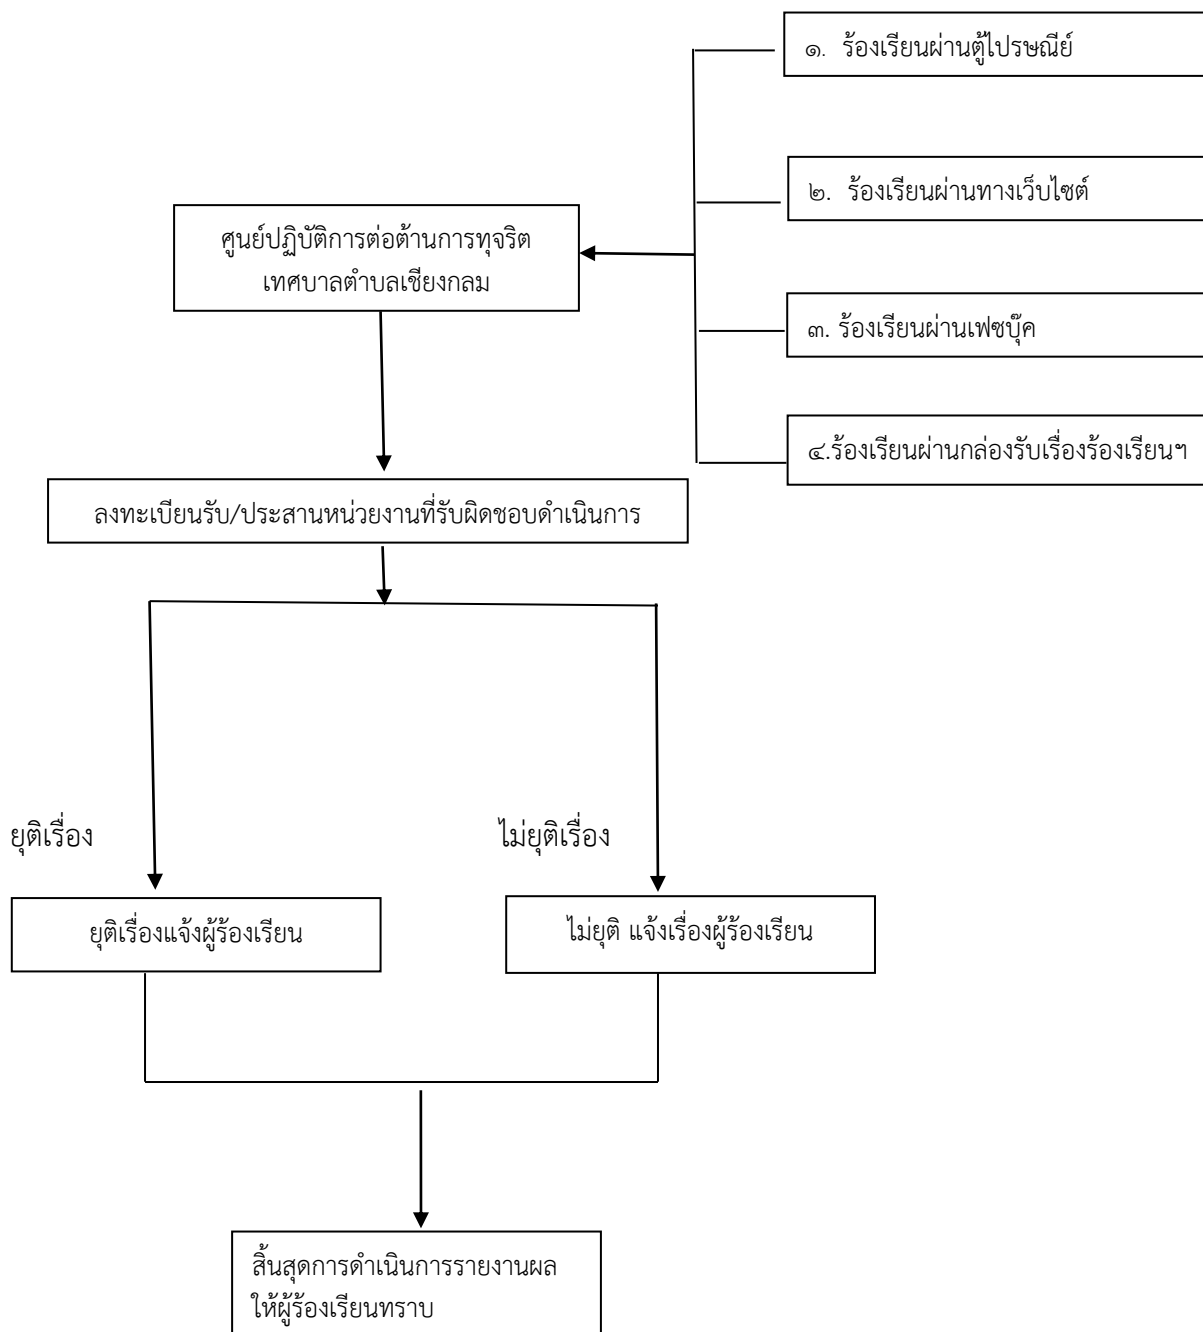 ๑. ร้องเรียนผ่านตู้ไปรษณีย์
๒. ร้องเรียนผ่านทางเว็บไซต์
ศูนย์ปฏิบัติการต่อต้านการทุจริต
เทศบาลตำบลเชียงกลม
๓. ร้องเรียนผ่านเฟซบุ๊ค
๔.ร้องเรียนผ่านกล่องรับเรื่องร้องเรียนฯ
ลงทะเบียนรับ/ประสานหน่วยงานที่รับผิดชอบดำเนินการ
ยุติเรื่อง
ไม่ยุติเรื่อง
ยุติเรื่องแจ้งผู้ร้องเรียน
ไม่ยุติ แจ้งเรื่องผู้ร้องเรียน
สิ้นสุดการดำเนินการรายงานผล
ให้ผู้ร้องเรียนทราบ